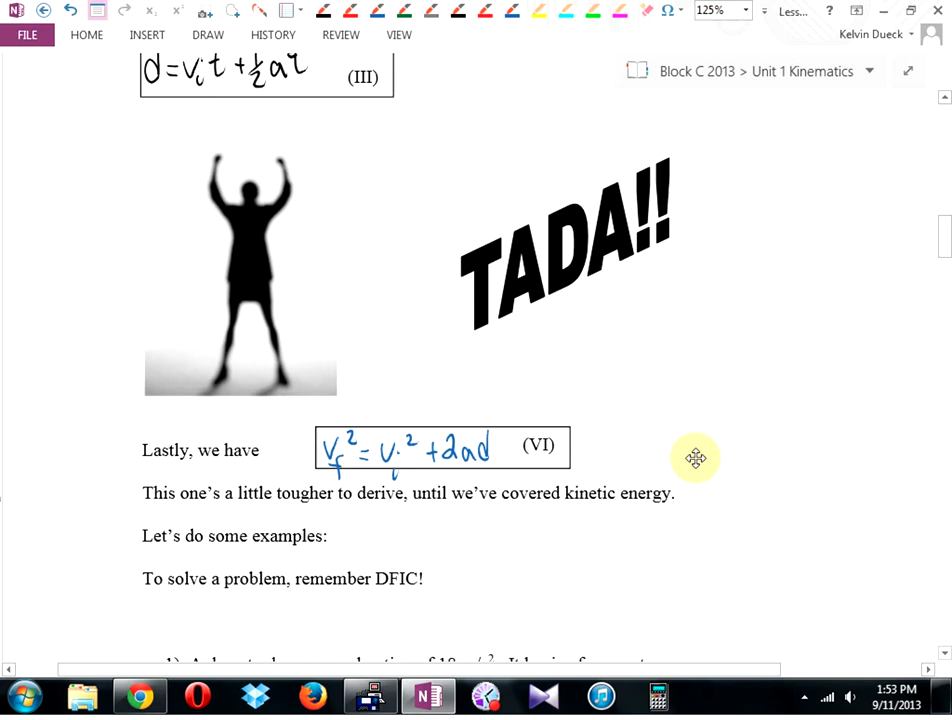 125% Less... ?
FILE HOME INSERT DRAW HISTORY REVIEW VIEW Kelvin Dueck
d = vᵢt + ½at² (III)
Block C 2013 > Unit 1 Kinematics
TADA!!
Lastly, we have v_f² = vᵢ² + 2ad (VI)
This one's a little tougher to derive, until we've covered kinetic energy.
Let's do some examples:
To solve a problem, remember DFIC!
1:53 PM
9/11/2013